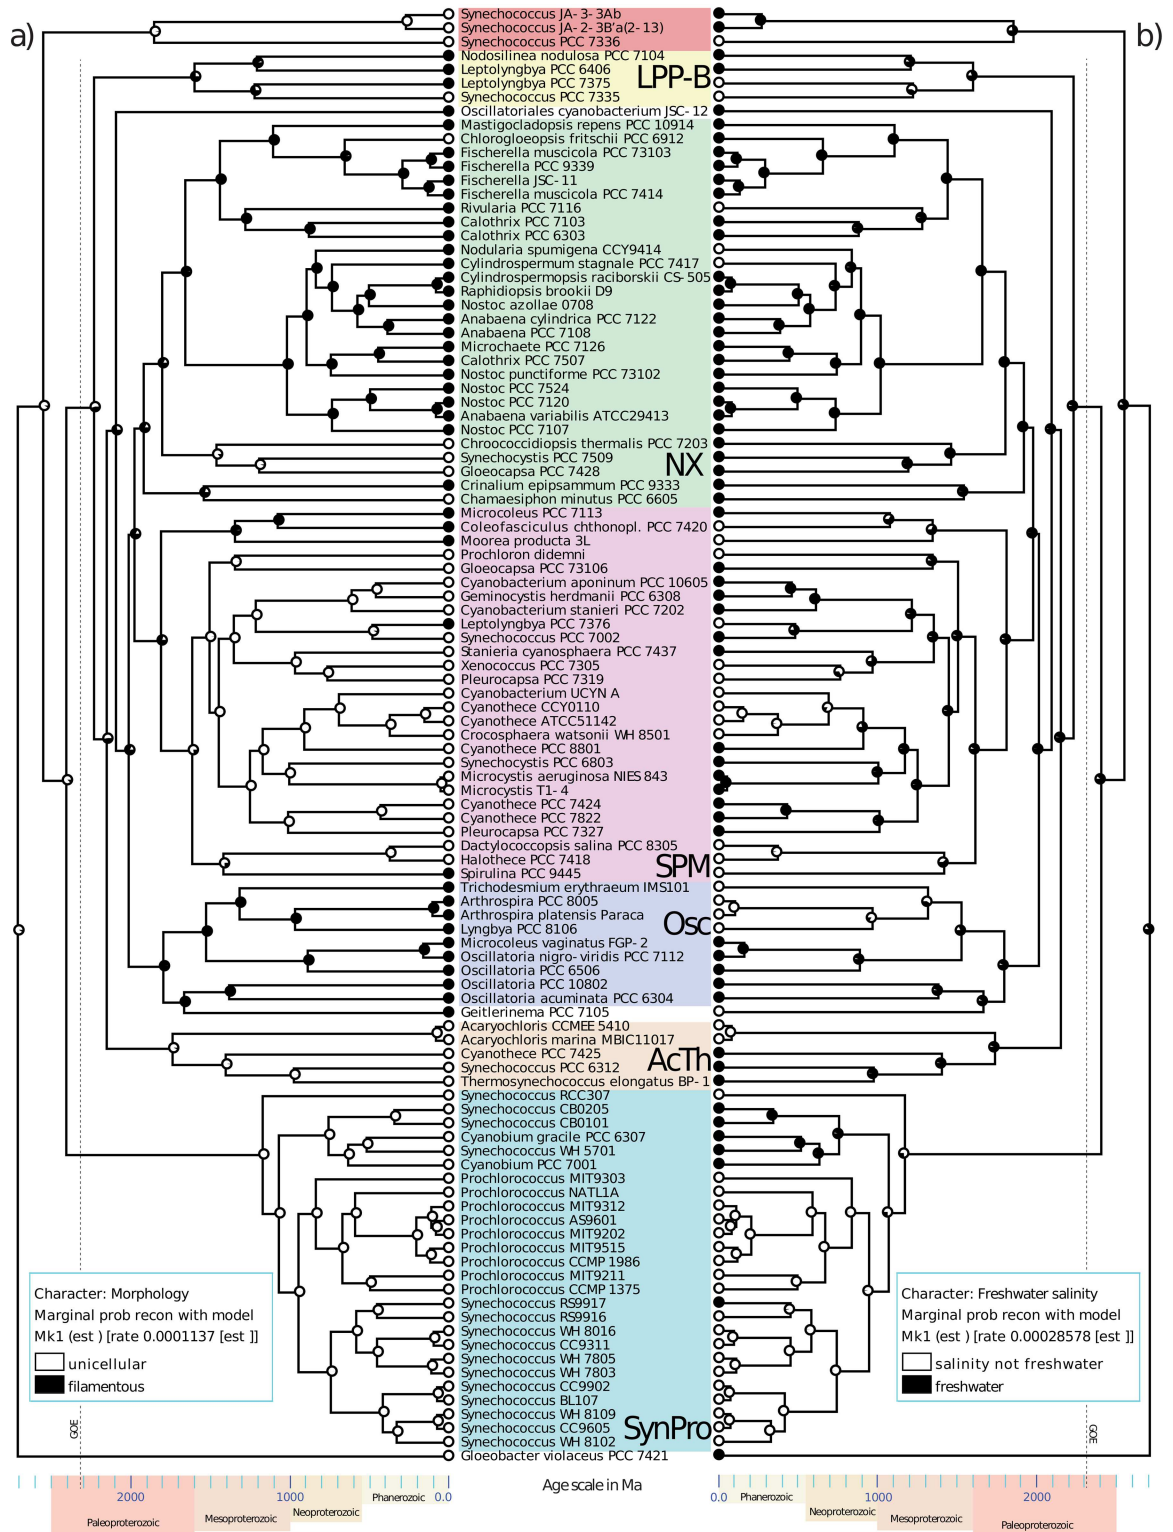 a)
b)
Synechococcus JA-3-3Ab
Synechococcus JA-2-3B'a(2-13)
Synechococcus PCC 7336
Nodosilinea nodulosa PCC 7104
Leptolyngbya PCC 6406
Leptolyngbya PCC 7375
Synechococcus PCC 7335
LPP-B
Oscillatoriales cyanobacterium JSC-12
Mastigocladopsis repens PCC 10914
Chlorogloeopsis fritschii PCC 6912
Fischerella muscicola PCC 73103
Fischerella PCC 9339
Fischerella JSC-11
Fischerella muscicola PCC 7414
Rivularia PCC 7116
Calothrix PCC 7103
Calothrix PCC 6303
Nodularia spumigena CCY9414
Cylindrospermum stagnale PCC 7417
Cylindrospermopsis raciborskii CS-505
Raphidiopsis brookii D9
Nostoc azollae 0708
Anabaena cylindrica PCC 7122
Anabaena PCC 7108
Microchaete PCC 7126
Calothrix PCC 7507
Nostoc punctiforme PCC 73102
Nostoc PCC 7524
Nostoc PCC 7120
Anabaena variabilis ATCC29413
Nostoc PCC 7107
Chroococcidiopsis thermalis PCC 7203
Synechocystis PCC 7509
Gloeocapsa PCC 7428
NX
Crinalium epipsammum PCC 9333
Chamaesiphon minutus PCC 6605
Microcoleus PCC 7113
Coleofasciculus chthonopl. PCC 7420
Moorea producta 3L
Prochloron didemni
Gloeocapsa PCC 73106
Cyanobacterium aponinum PCC 10605
Geminocystis herdmanii PCC 6308
Cyanobacterium stanieri PCC 7202
Leptolyngbya PCC 7376
Synechococcus PCC 7002
Stanieria cyanosphaera PCC 7437
Xenococcus PCC 7305
Pleurocapsa PCC 7319
Cyanobacterium UCYN A
Cyanothece CCY0110
Cyanothece ATCC51142
Crocosphaera watsonii WH 8501
Cyanothece PCC 8801
Synechocystis PCC 6803
Microcystis aeruginosa NIES 843
Microcystis T1-4
Cyanothece PCC 7424
Cyanothece PCC 7822
Pleurocapsa PCC 7327
Dactylococcopsis salina PCC 8305
Halothece PCC 7418
Spirulina PCC 9445
SPM
Trichodesmium erythraeum IMS101
Arthrospira PCC 8005
Arthrospira platensis Paraca
Lyngbya PCC 8106
Osc
Microcoleus vaginatus FGP-2
Oscillatoria nigro-viridis PCC 7112
Oscillatoria PCC 6506
Oscillatoria PCC 10802
Oscillatoria acuminata PCC 6304
Geitlerinema PCC 7105
Acaryochloris CCMEE 5410
Acaryochloris marina MBIC11017
Cyanothece PCC 7425
Synechococcus PCC 6312
Thermosynechococcus elongatus BP-1
AcTh
Synechococcus RCC307
Synechococcus CB0205
Synechococcus CB0101
Cyanobium gracile PCC 6307
Synechococcus WH 5701
Cyanobium PCC 7001
Prochlorococcus MIT9303
Prochlorococcus NATL1A
Prochlorococcus MIT9312
Prochlorococcus AS9601
Prochlorococcus MIT9202
Prochlorococcus MIT9515
Prochlorococcus CCMP 1986
Prochlorococcus MIT9211
Prochlorococcus CCMP 1375
Synechococcus RS9917
Synechococcus RS9916
Synechococcus WH 8016
Synechococcus CC9311
Synechococcus WH 7805
Synechococcus WH 7803
Synechococcus CC9902
Synechococcus BL107
Synechococcus WH 8109
Synechococcus CC9605
Synechococcus WH 8102
SynPro
Gloeobacter violaceus PCC 7421
Character: Morphology
Marginal prob recon with model
Mk1 (est ) [rate 0.0001137 [est ]]
unicellular
filamentous
Character: Freshwater salinity
Marginal prob recon with model
Mk1 (est ) [rate 0.00028578 [est ]]
salinity not freshwater
freshwater
GOE
GOE
Age scale in Ma
2000
1000
0.0
Phanerozoic
Neoproterozoic
Mesoproterozoic
Paleoproterozoic
0.0
1000
2000
Phanerozoic
Neoproterozoic
Mesoproterozoic
Paleoproterozoic